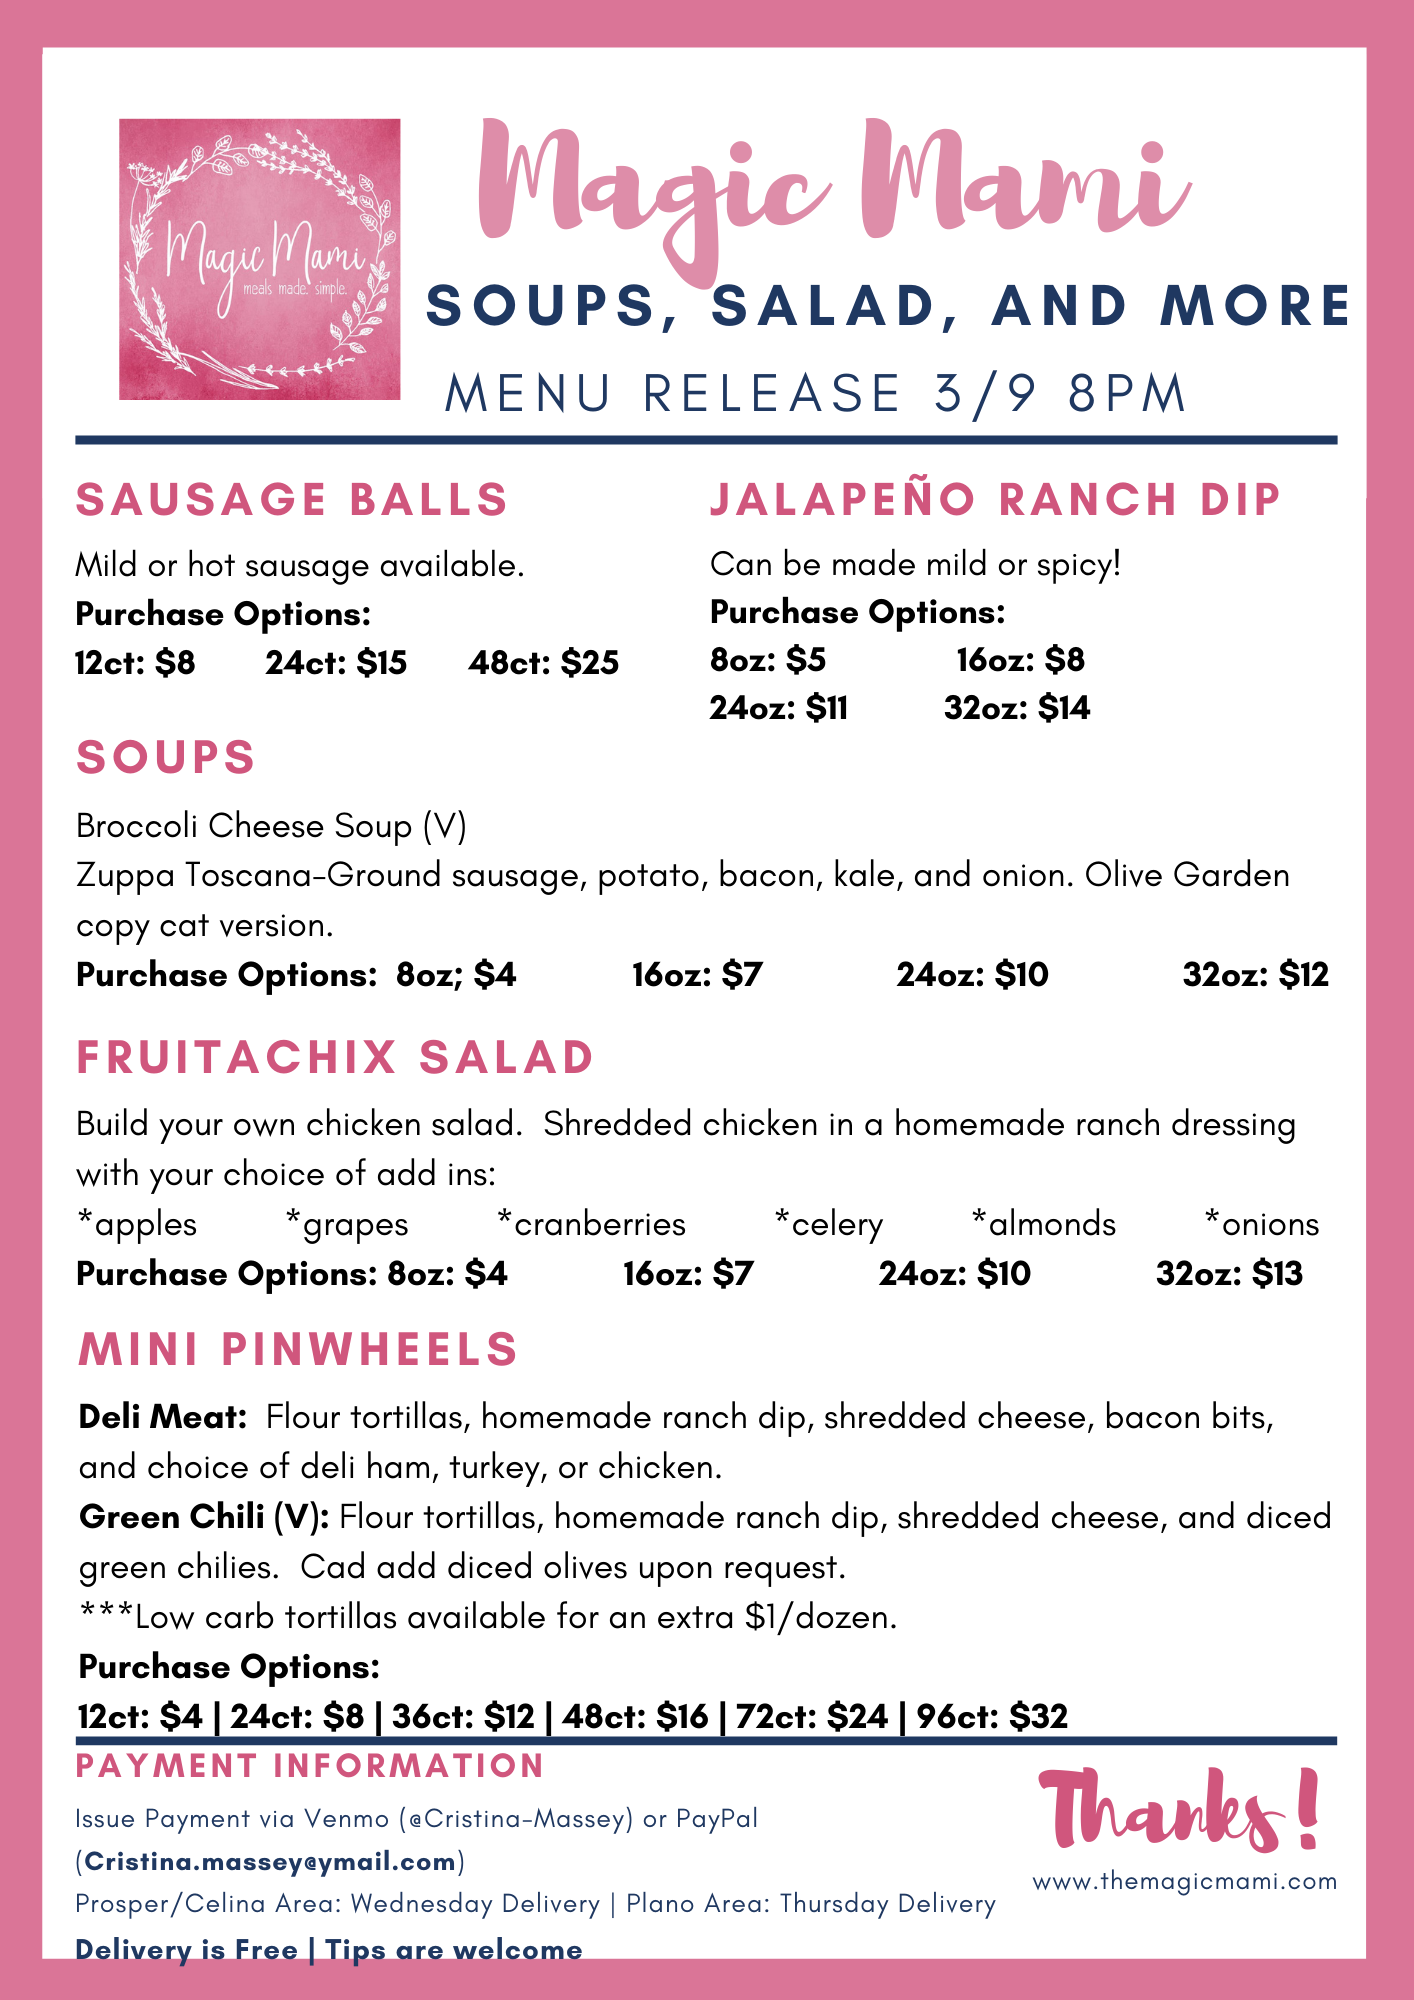 Magic Mami
meals made. simple.
Magic Mami
SOUPS, SALAD, AND MORE
MENU RELEASE 3/9 8PM
SAUSAGE BALLS
Mild or hot sausage available.
Purchase Options:
12ct: $8 24ct: $15 48ct: $25
JALAPEÑO RANCH DIP
Can be made mild or spicy!
Purchase Options:
8oz: $5 16oz: $8
24oz: $11 32oz: $14
SOUPS
Broccoli Cheese Soup (V)
Zuppa Toscana-Ground sausage, potato, bacon, kale, and onion. Olive Garden
copy cat version.
Purchase Options: 8oz; $4 16oz: $7 24oz: $10 32oz: $12
FRUITACHIX SALAD
Build your own chicken salad. Shredded chicken in a homemade ranch dressing
with your choice of add ins:
*apples *grapes *cranberries *celery *almonds *onions
Purchase Options: 8oz: $4 16oz: $7 24oz: $10 32oz: $13
MINI PINWHEELS
Deli Meat: Flour tortillas, homemade ranch dip, shredded cheese, bacon bits,
and choice of deli ham, turkey, or chicken.
Green Chili (V): Flour tortillas, homemade ranch dip, shredded cheese, and diced
green chilies. Cad add diced olives upon request.
***Low carb tortillas available for an extra $1/dozen.
Purchase Options:
12ct: $4 | 24ct: $8 | 36ct: $12 | 48ct: $16 | 72ct: $24 | 96ct: $32
PAYMENT INFORMATION
Issue Payment via Venmo (@Cristina-Massey) or PayPal
(Cristina.massey@ymail.com)
Prosper/Celina Area: Wednesday Delivery | Plano Area: Thursday Delivery
Delivery is Free | Tips are welcome
Thanks!
www.themagicmami.com